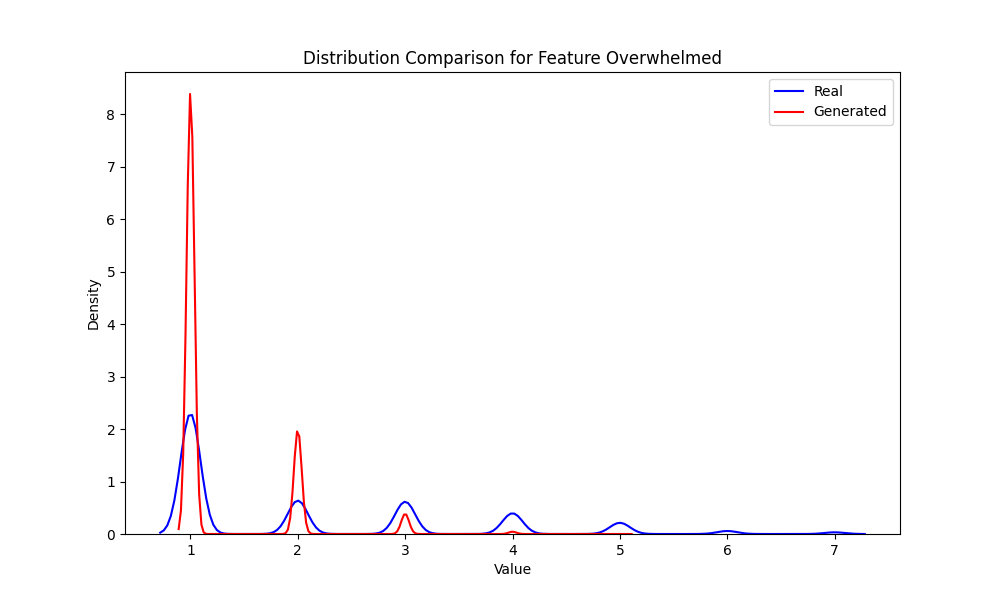 Distribution Comparison for Feature Overwhelmed
Real
Generated
8
7
6
5
4
3
2
1
0
Density
1 2 3 4 5 6 7
Value